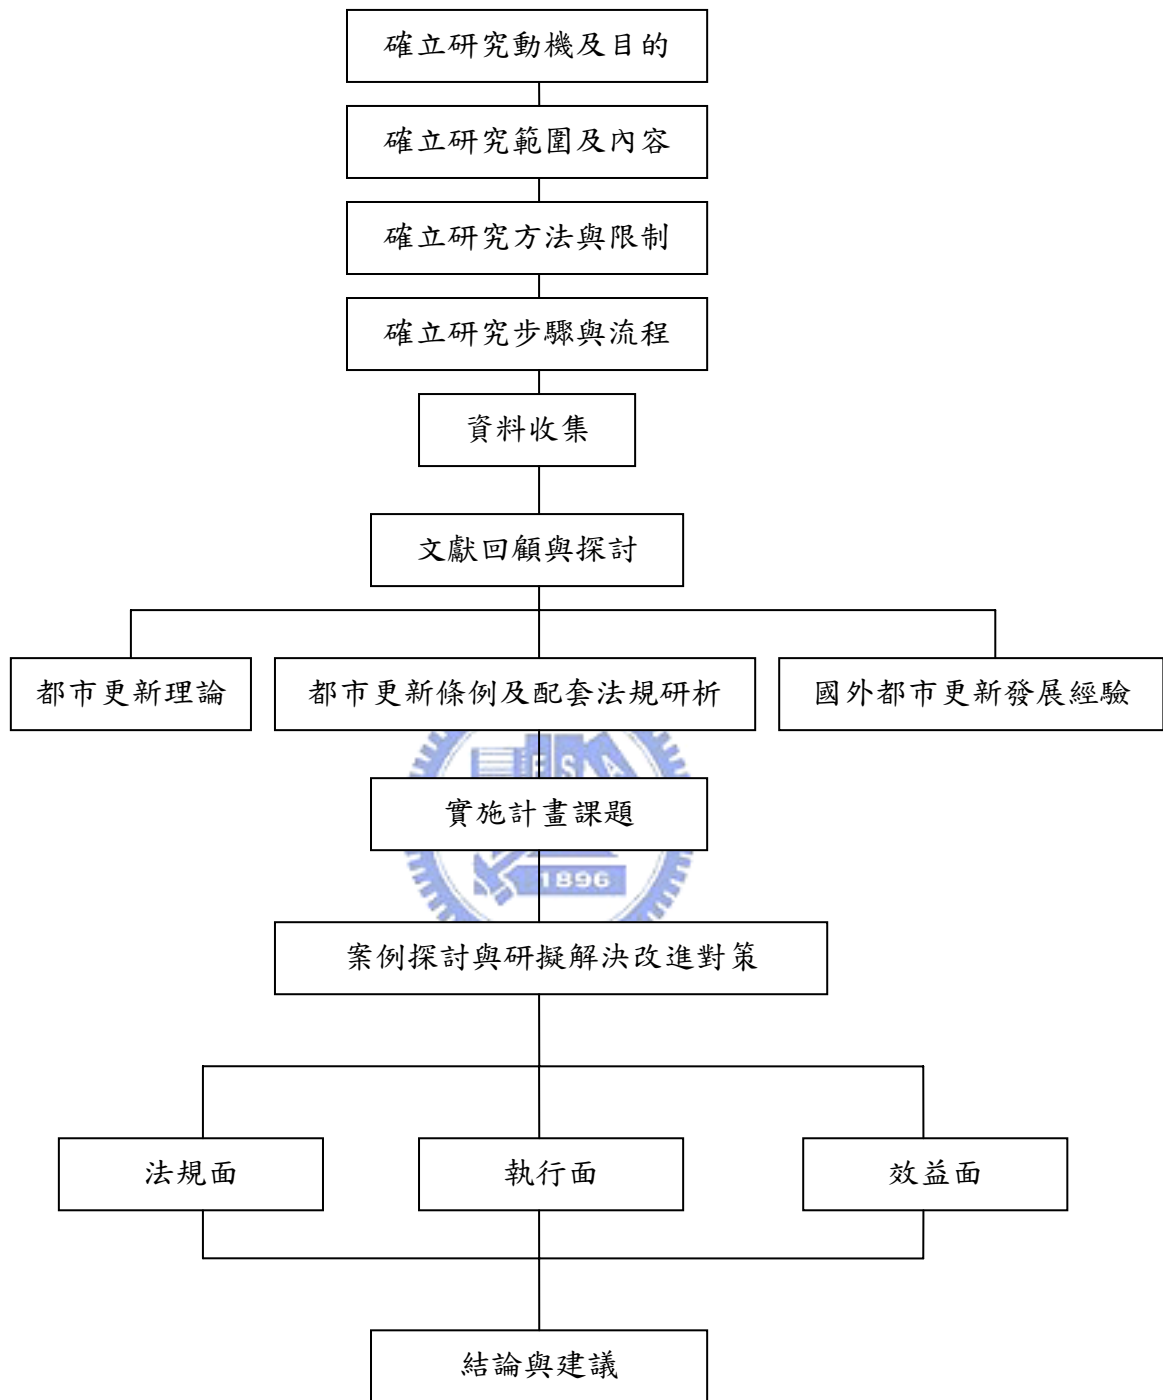 確立研究動機及目的
確立研究範圍及內容
確立研究方法與限制
確立研究步驟與流程
資料收集
文獻回顧與探討
都市更新理論
都市更新條例及配套法規研析
國外都市更新發展經驗
E S A
實施計畫課題
1896
案例探討與研擬解決改進對策
法規面
執行面
效益面
結論與建議